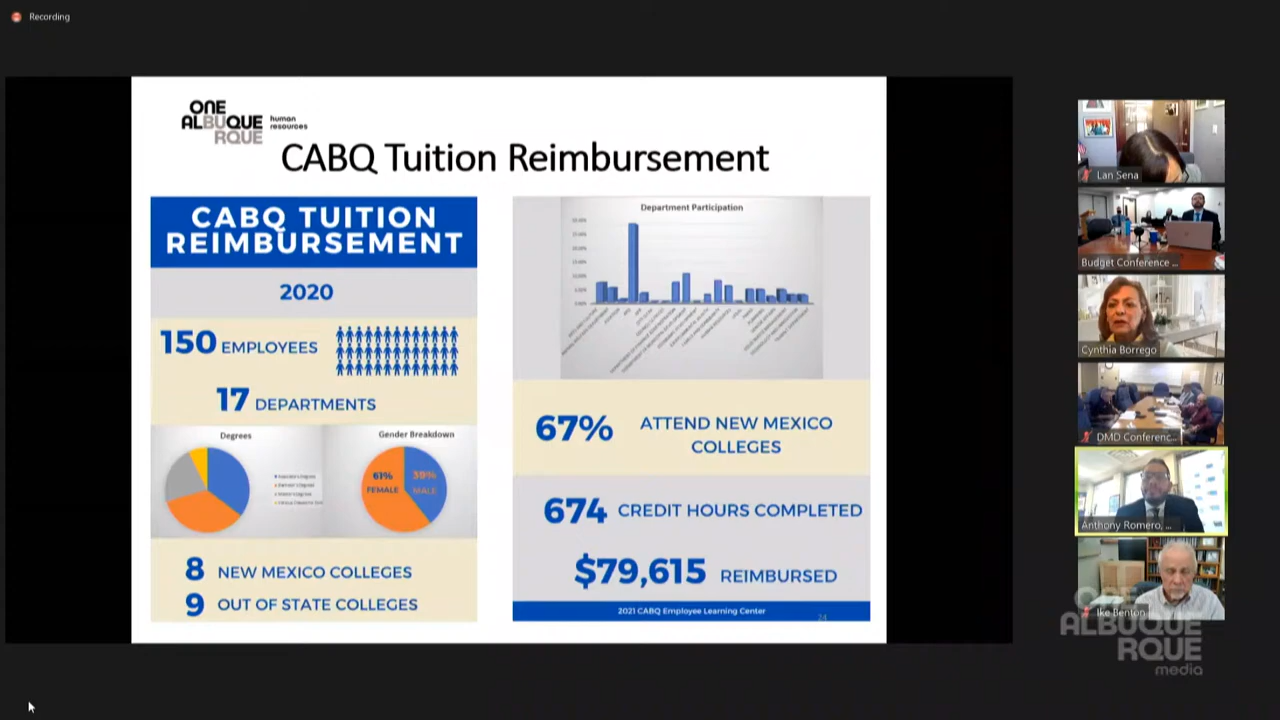 Recording
ONE
ALBUQUE
RQUE
human
resources
CABQ Tuition Reimbursement
CABQ TUITION
REIMBURSEMENT
2020
150 EMPLOYEES
17 DEPARTMENTS
Degrees
Gender Breakdown
61%
FEMALE
39%
MALE
8 NEW MEXICO COLLEGES
9 OUT OF STATE COLLEGES
Department Participation
67% ATTEND NEW MEXICO
COLLEGES
674 CREDIT HOURS COMPLETED
$79,615 REIMBURSED
2021 CABQ Employee Learning Center
24
Lan Sena
Budget Conference ...
Cynthia Borrego
DMD Conferenc...
Anthony Romero, ...
Ike Benton
ONE
ALBUQUE
RQUE
media